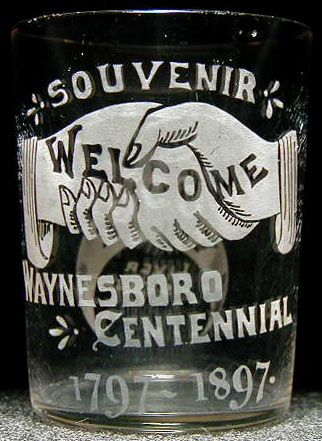 SOUVENIR
WELCOME
WAYNESBORO
CENTENNIAL
1797~1897.